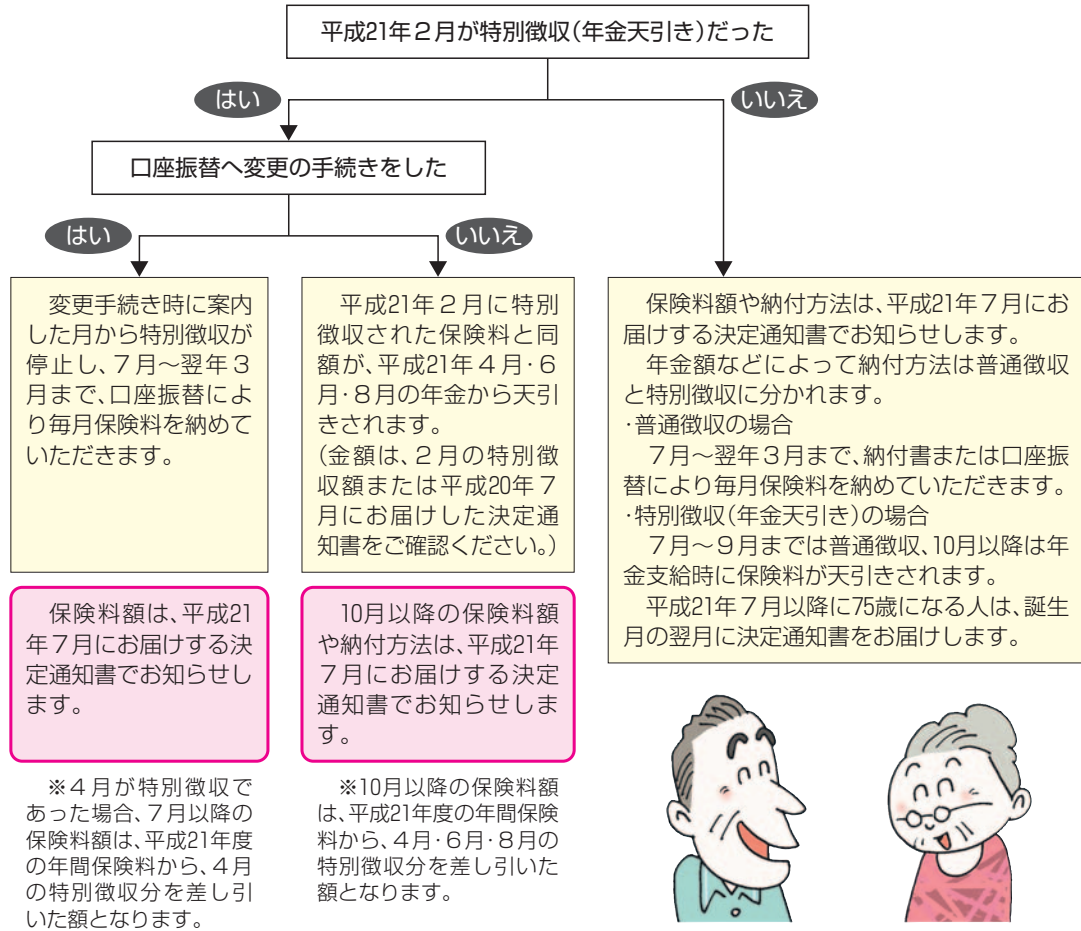 平成21年２月が特別徴収（年金天引き）だった
はい
いいえ
口座振替へ変更の手続きをした
はい
いいえ
変更手続き時に案内
した月から特別徴収が
停止し、７月～翌年３
月まで、口座振替によ
り毎月保険料を納めて
いただきます。
保険料額は、平成21
年７月にお届けする決
定通知書でお知らせし
ます。
※４月が特別徴収で
あった場合、７月以降の
保険料額は、平成21年度
の年間保険料から、４月
の特別徴収分を差し引
いた額となります。
平成21年２月に特別
徴収された保険料と同
額が、平成21年４月・６
月・８月の年金から天引
きされます。
（金額は、２月の特別徴
収額または平成20年７
月にお届けした決定通
知書をご確認ください。）
10月以降の保険料額
や納付方法は、平成21年
７月にお届けする決定
通知書でお知らせしま
す。
※10月以降の保険料額
は、平成21年度の年間保険
料から、４月・６月・８月の
特別徴収分を差し引いた
額となります。
保険料額や納付方法は、平成21年７月にお
届けする決定通知書でお知らせします。
年金額などによって納付方法は普通徴収
と特別徴収に分かれます。
・普通徴収の場合
７月～翌年３月まで、納付書または口座振
替により毎月保険料を納めていただきます。
・特別徴収（年金天引き）の場合
７月～９月までは普通徴収、10月以降は年
金支給時に保険料が天引きされます。
平成21年７月以降に75歳になる人は、誕生
月の翌月に決定通知書をお届けします。